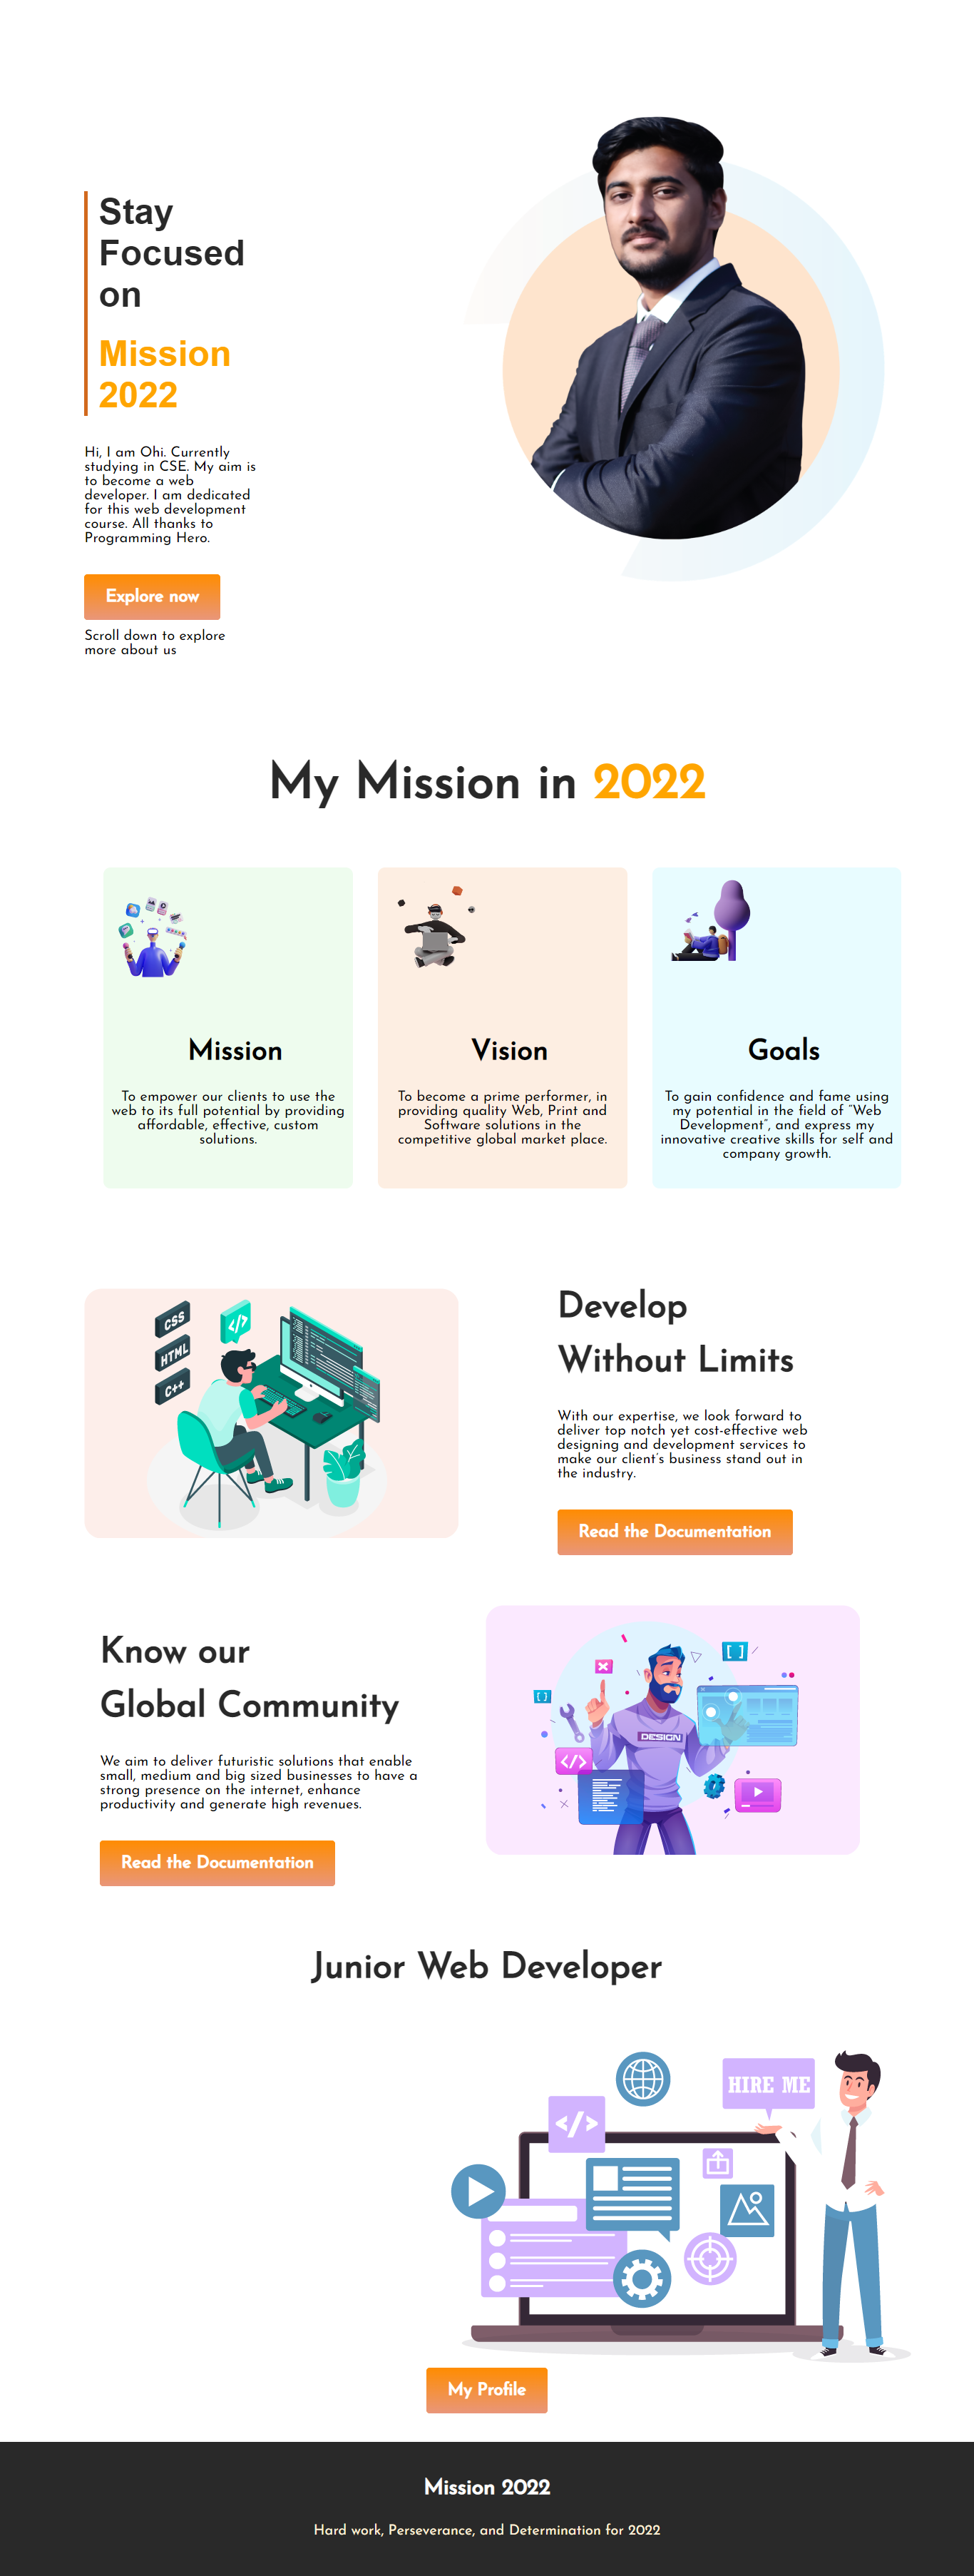 Stay
Focused
on
Mission
2022
Hi, I am Ohi. Currently
studying in CSE. My aim is
to become a web
developer. I am dedicated
for this web development
course. All thanks to
Programming Hero.
Explore now
Scroll down to explore
more about us
My Mission in 2022
Mission
To empower our clients to use the
web to its full potential by providing
affordable, effective, custom
solutions.
Vision
To become a prime performer, in
providing quality Web, Print and
Software solutions in the
competitive global market place.
Goals
To gain confidence and fame using
my potential in the field of “Web
Development”, and express my
innovative creative skills for self and
company growth.
CSS
</>
HTML
C++
Develop
Without Limits
With our expertise, we look forward to
deliver top notch yet cost-effective web
designing and development services to
make our client's business stand out in
the industry.
Read the Documentation
Know our
Global Community
We aim to deliver futuristic solutions that enable
small, medium and big sized businesses to have a
strong presence on the internet, enhance
productivity and generate high revenues.
Read the Documentation
[ ]
[ ]
DESIGN
</>
Junior Web Developer
HIRE ME
</>
My Profile
Mission 2022
Hard work, Perseverance, and Determination for 2022